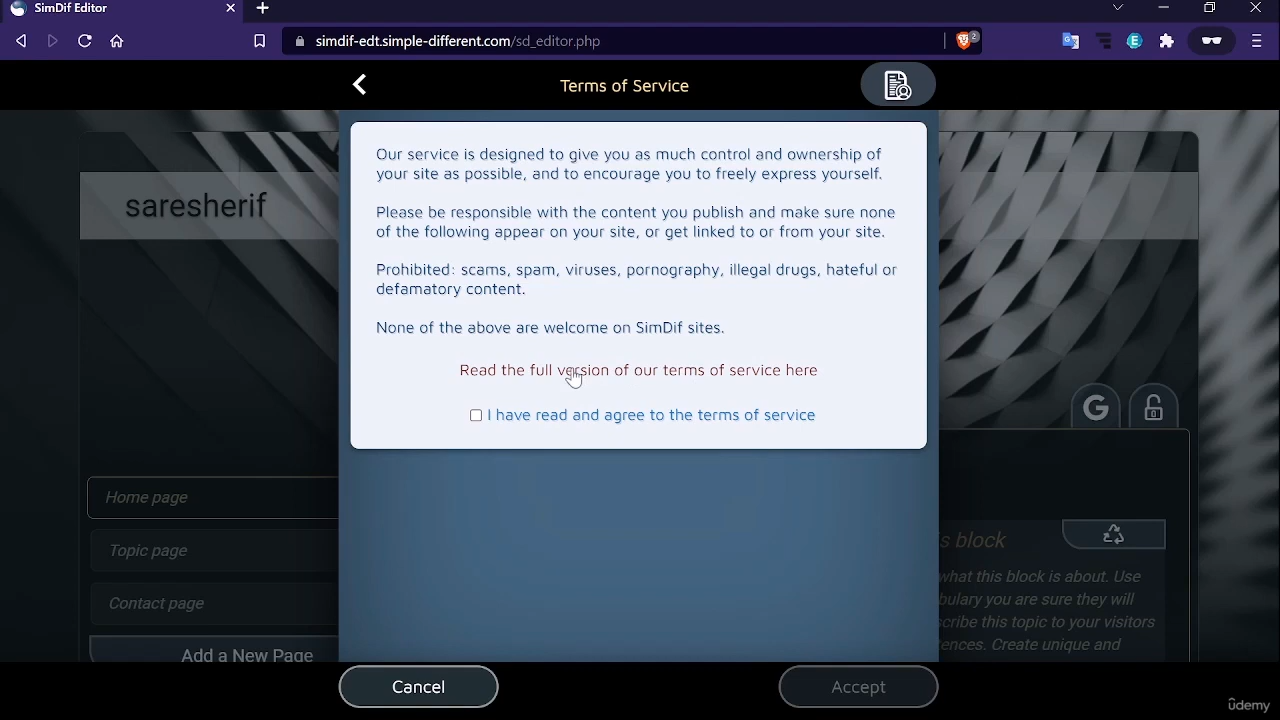 SimDif Editor
simdif-edt.simple-different.com/sd_editor.php
2
Terms of Service
Our service is designed to give you as much control and ownership of
your site as possible, and to encourage you to freely express yourself.
saresherif
Please be responsible with the content you publish and make sure none
of the following appear on your site, or get linked to or from your site.
Prohibited: scams, spam, viruses, pornography, illegal drugs, hateful or
defamatory content.
None of the above are welcome on SimDif sites.
Read the full version of our terms of service here
I have read and agree to the terms of service
G
Home page
Topic page
Contact page
Add a New Page
s block
what this block is about. Use
bulary you are sure they will
scribe this topic to your visitors
ences. Create unique and
Cancel
Accept
ûdemy